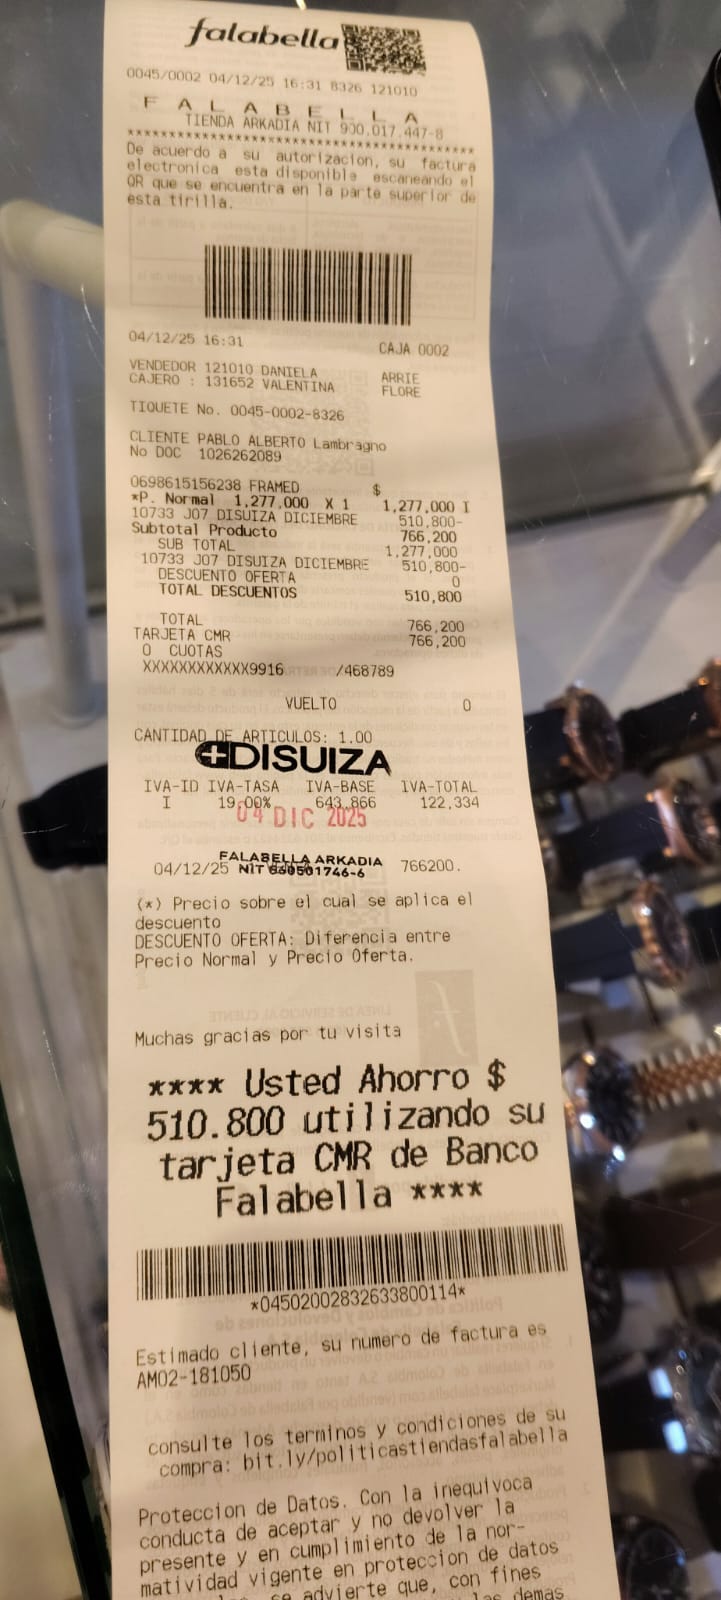 falabella
0045/0002 04/12/25 16:31 8326 121010
F A L A B E L L A
TIENDA ARKADIA NIT 900.017.447-8
****************************************
De acuerdo a su autorizacion, su factura
electronica esta disponible escaneando el
QR que se encuentra en la parte superior de
esta tirilla.
04/12/25 16:31 CAJA 0002
VENDEDOR 121010 DANIELA ARRIE
CAJERO : 131652 VALENTINA FLORE
TIQUETE No. 0045-0002-8326
CLIENTE PABLO ALBERTO Lambragno
No DOC 1026262089
0698615156238 FRAMED $
*P. Normal 1,277,000 X 1 1,277,000 I
10733 J07 DISUIZA DICIEMBRE 510,800-
Subtotal Producto 766,200
SUB TOTAL 1,277,000
10733 J07 DISUIZA DICIEMBRE 510,800-
DESCUENTO OFERTA 0
TOTAL DESCUENTOS 510,800
TOTAL 766,200
TARJETA CMR 766,200
0 CUOTAS
XXXXXXXXXXXX9916 /468789
VUELTO 0
CANTIDAD DE ARTICULOS: 1.00
DISUIZA
IVA-ID IVA-TASA IVA-BASE IVA-TOTAL
I 19,00% 643,866 122,334
04 DIC 2025
FALABELLA ARKADIA
04/12/25 NIT 766200.
(*) Precio sobre el cual se aplica el
descuento
DESCUENTO OFERTA: Diferencia entre
Precio Normal y Precio Oferta.
Muchas gracias por tu visita
**** Usted Ahorro $
510.800 utilizando su
tarjeta CMR de Banco
Falabella ****
*04502002832633800114*
Estimado cliente, su numero de factura es
AM02-181050
consulte los terminos y condiciones de su
compra: bit.ly/politicastiendasfalabella
Proteccion de Datos. Con la inequivoca
conducta de aceptar y no devolver la
presente y en cumplimiento de la nor-
matividad vigente en proteccion de datos
se advierte que, con fines
las demas